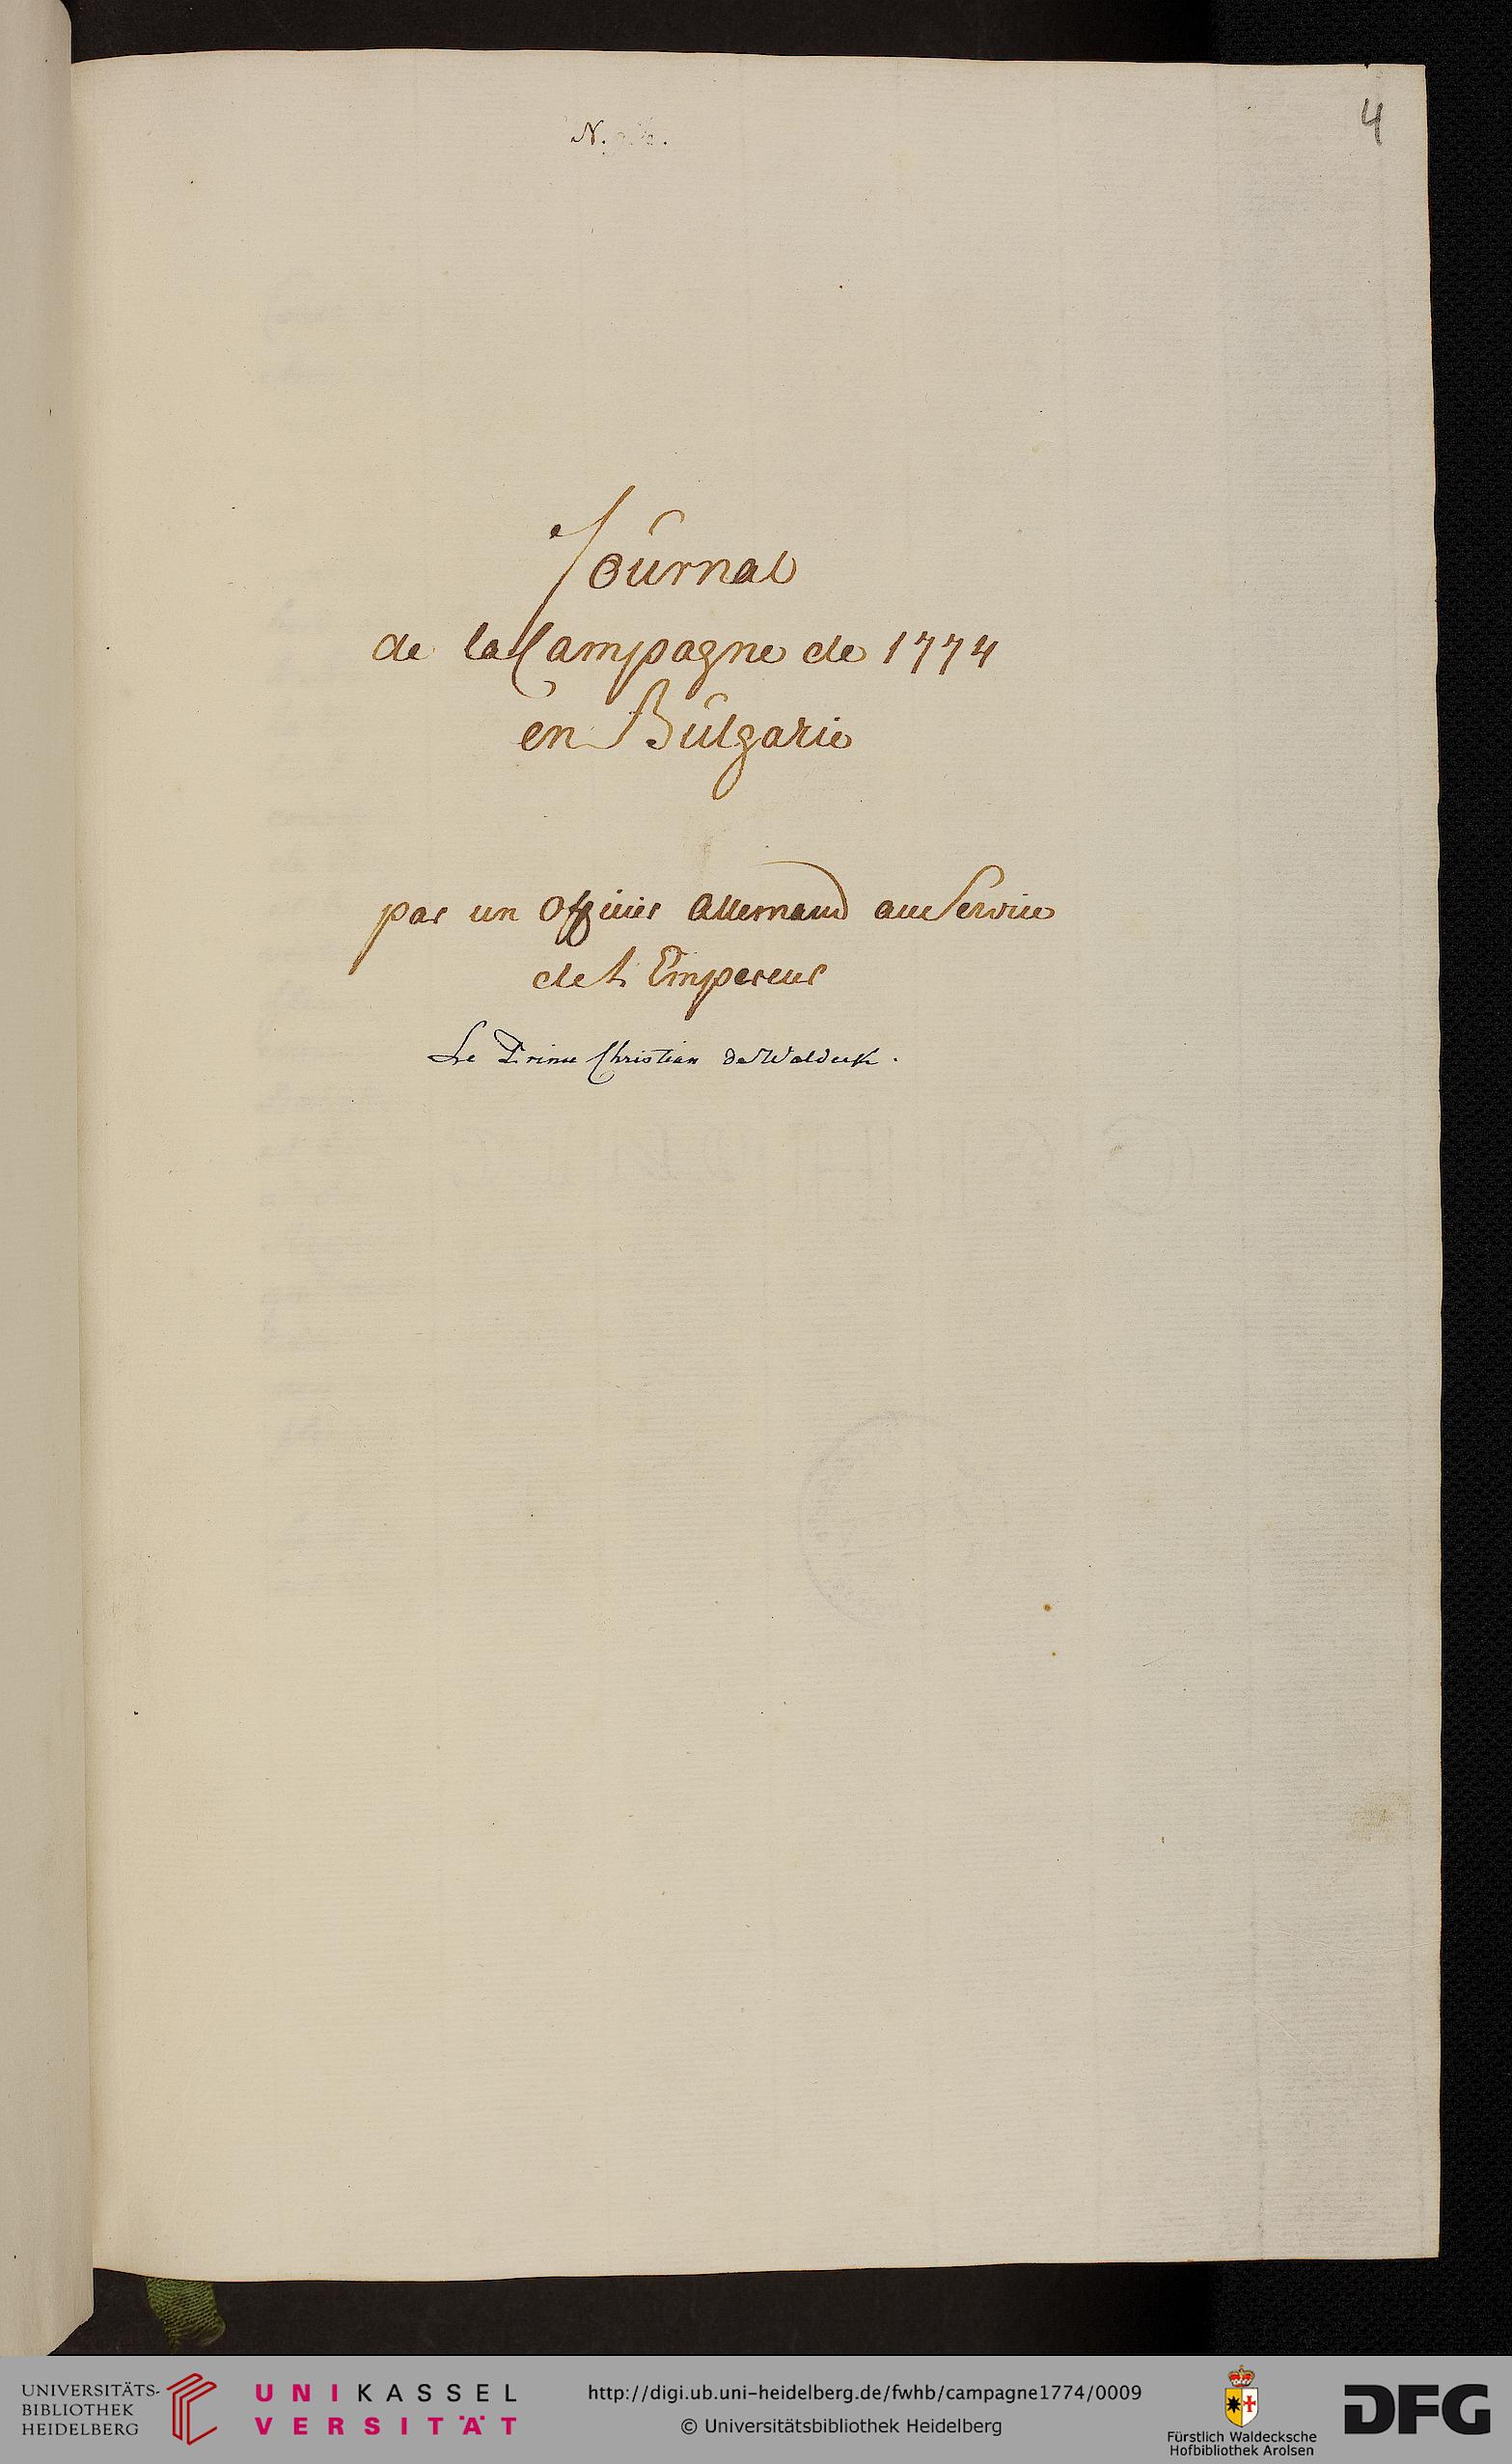 N.
4
Journal
de la Campagne de 1774
en Bulgarie
par un officier Allemand au Service
de l'Empereur
Le Prince Christian de Waldeck.
UNIVERSITÄTS-
BIBLIOTHEK
HEIDELBERG
UNIKASSEL
VERSITÄT
http://digi.ub.uni-heidelberg.de/fwhb/campagne1774/0009
© Universitätsbibliothek Heidelberg
Fürstlich Waldecksche
Hofbibliothek Arolsen
DFG